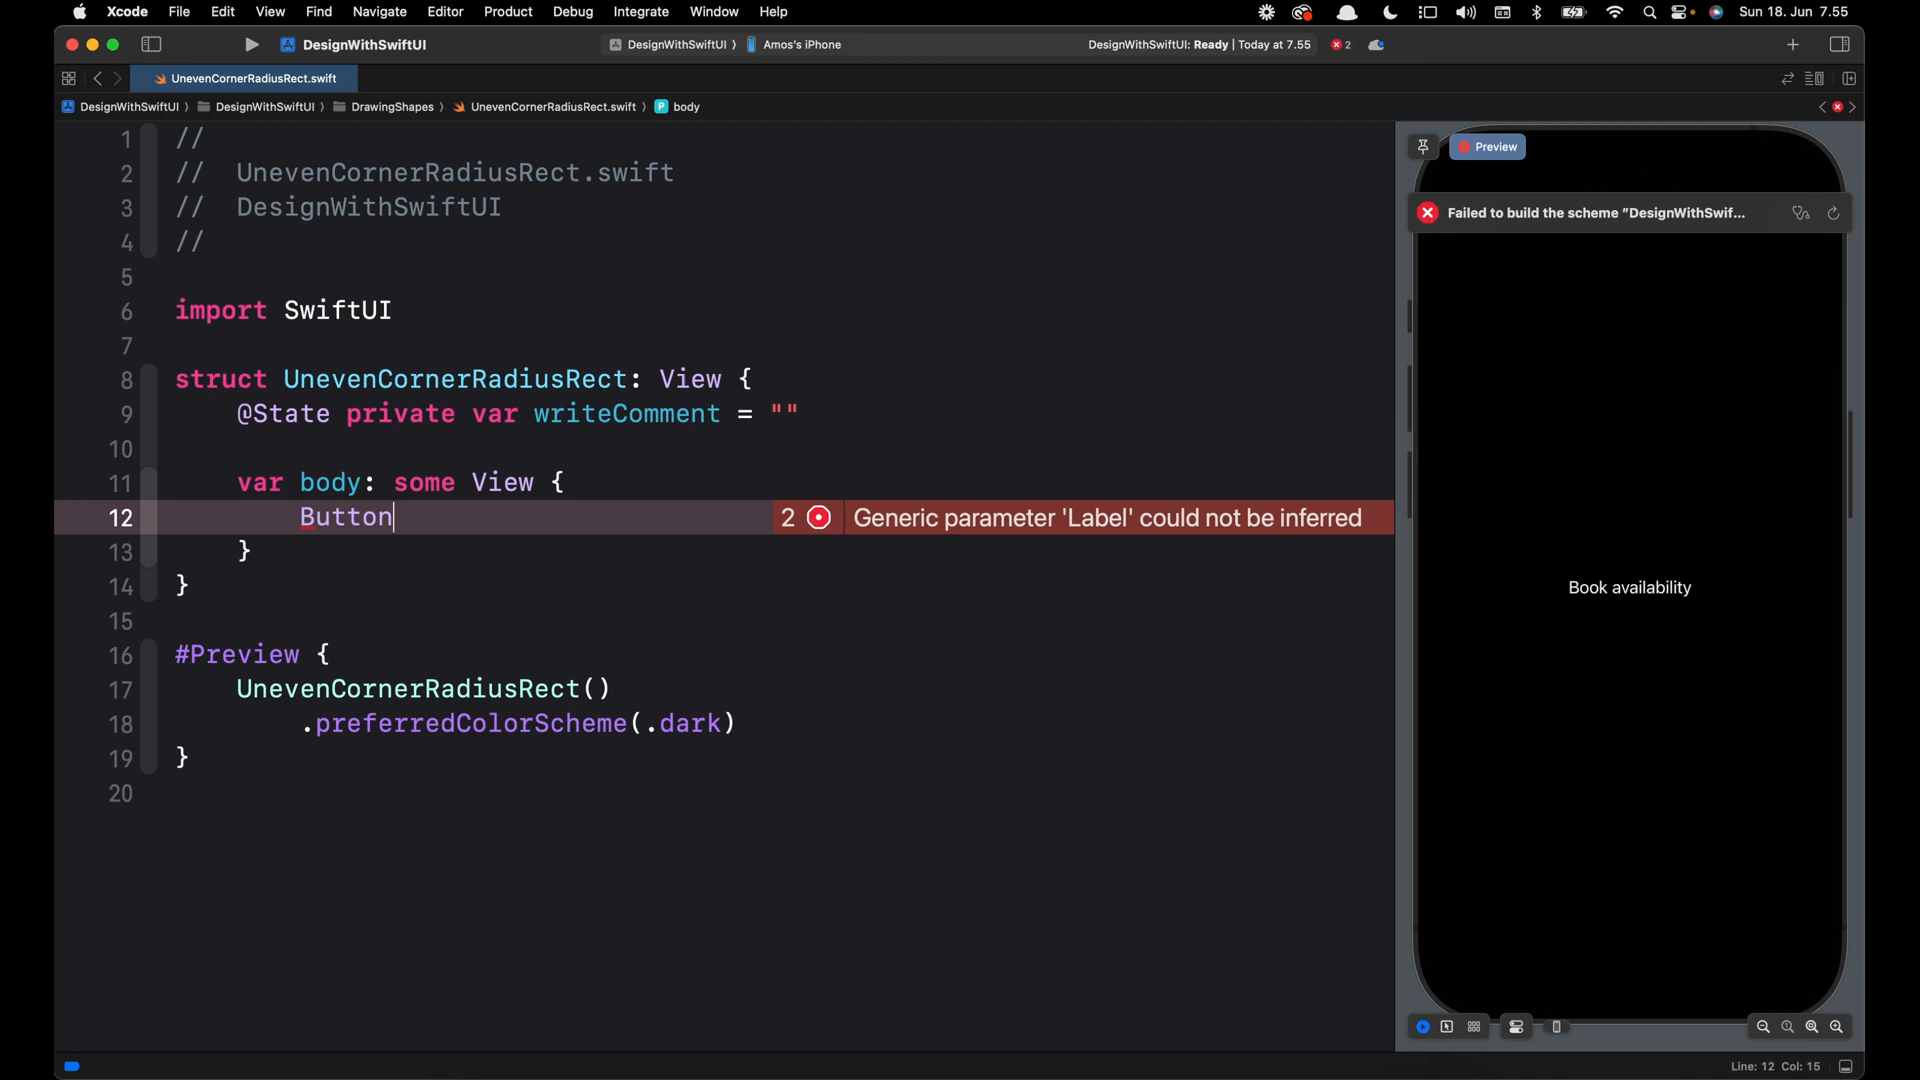 Xcode File Edit View Find Navigate Editor Product Debug Integrate Window Help Sun 18. Jun 7.55
DesignWithSwiftUI DesignWithSwiftUI 〉 Amos's iPhone DesignWithSwiftUI: Ready | Today at 7.55 2
UnevenCornerRadiusRect.swift
DesignWithSwiftUI 〉 DesignWithSwiftUI 〉 DrawingShapes 〉 UnevenCornerRadiusRect.swift 〉 P body
1 //
2 //  UnevenCornerRadiusRect.swift
3 //  DesignWithSwiftUI
4 //
5
6 import SwiftUI
7
8 struct UnevenCornerRadiusRect: View {
9     @State private var writeComment = ""
10
11     var body: some View {
12         Button 2 Generic parameter 'Label' could not be inferred
13     }
14 }
15
16 #Preview {
17     UnevenCornerRadiusRect()
18         .preferredColorScheme(.dark)
19 }
20
Preview
Failed to build the scheme "DesignWithSwif...
Book availability
Line: 12 Col: 15